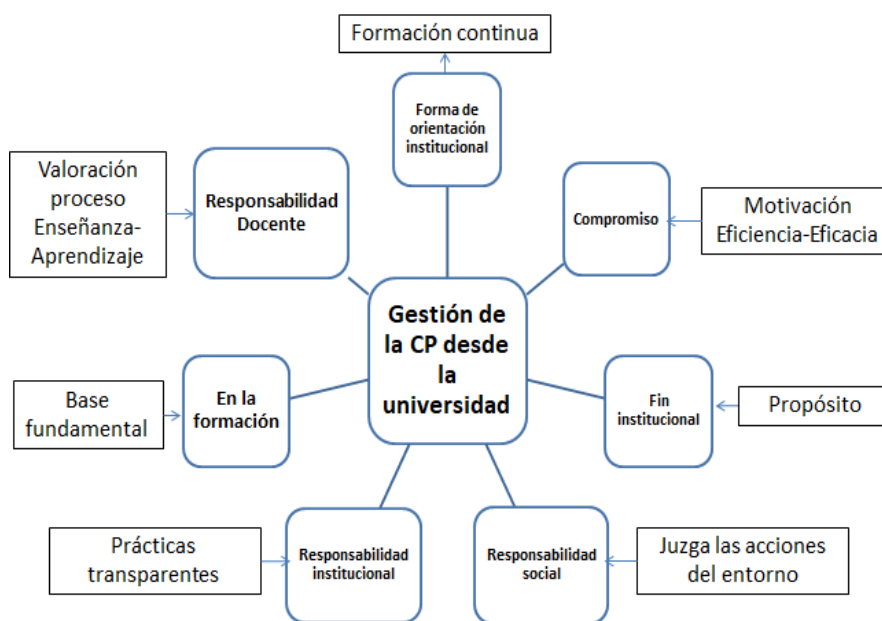 Formación continua
Forma de
orientación
institucional
Valoración
proceso
Enseñanza-
Aprendizaje
Responsabilidad
Docente
Compromiso
Motivación
Eficiencia-Eficacia
Gestión de
la CP desde
la
universidad
Base
fundamental
En la
formación
Fin
institucional
Propósito
Prácticas
transparentes
Responsabilidad
institucional
Responsabilidad
social
Juzga las acciones
del entorno